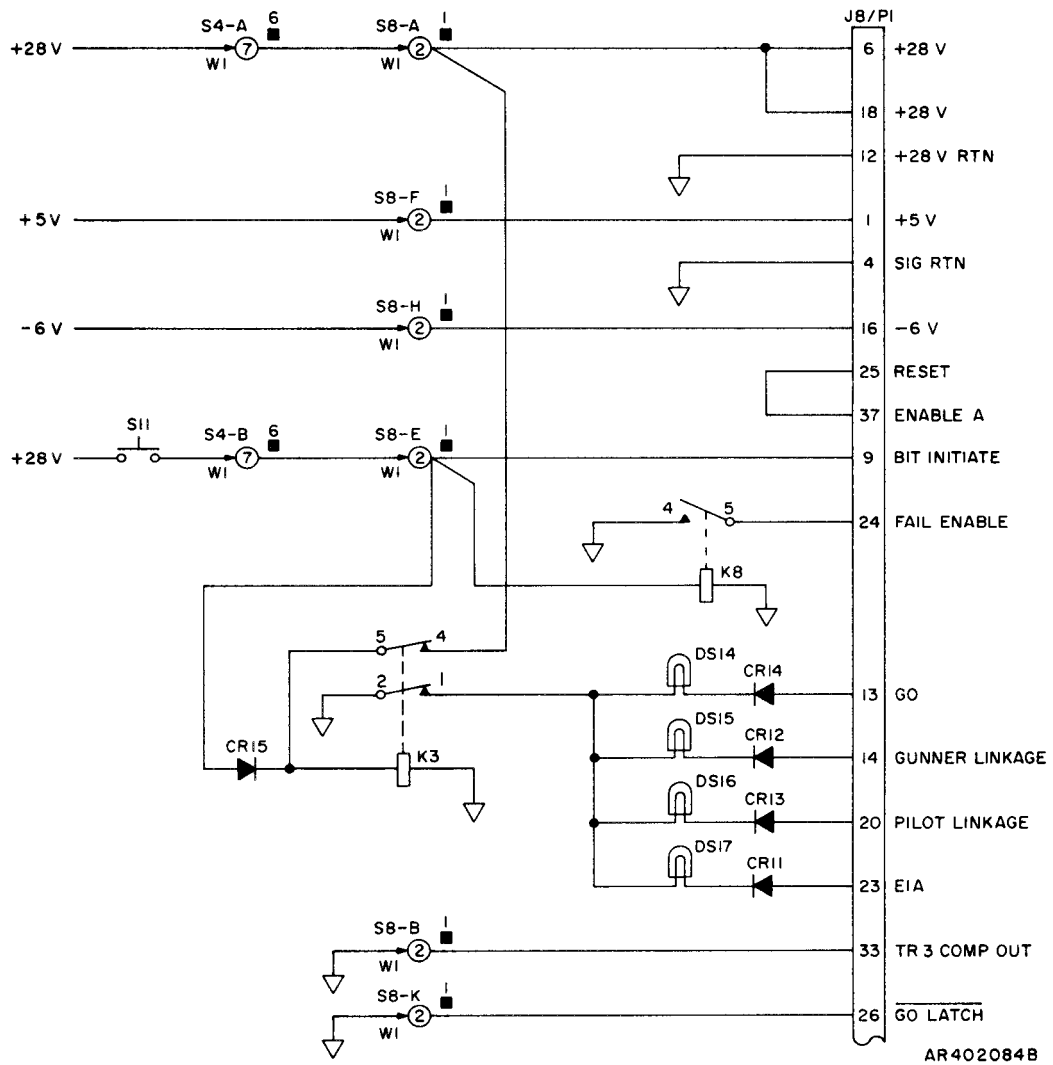 J8/P1
S4-A 6 S8-A 1
+28V W1 7 W1 2 6 +28 V
18 +28 V
12 +28 V RTN
S8-F 1
+5V W1 2 1 +5 V
4 SIG RTN
S8-H 1
-6 V W1 2 16 -6 V
25 RESET
37 ENABLE A
S11 S4-B 6 S8-E 1
+28V W1 7 W1 2 9 BIT INITIATE
4 5 24 FAIL ENABLE
K8
5 4
DS14 CR14
2 1 13 GO
DS15 CR12
CR15 K3 14 GUNNER LINKAGE
DS16 CR13
20 PILOT LINKAGE
DS17 CR11
23 EIA
S8-B 1
W1 2 33 TR 3 COMP OUT
S8-K 1
W1 2 26 GO LATCH
AR402084B